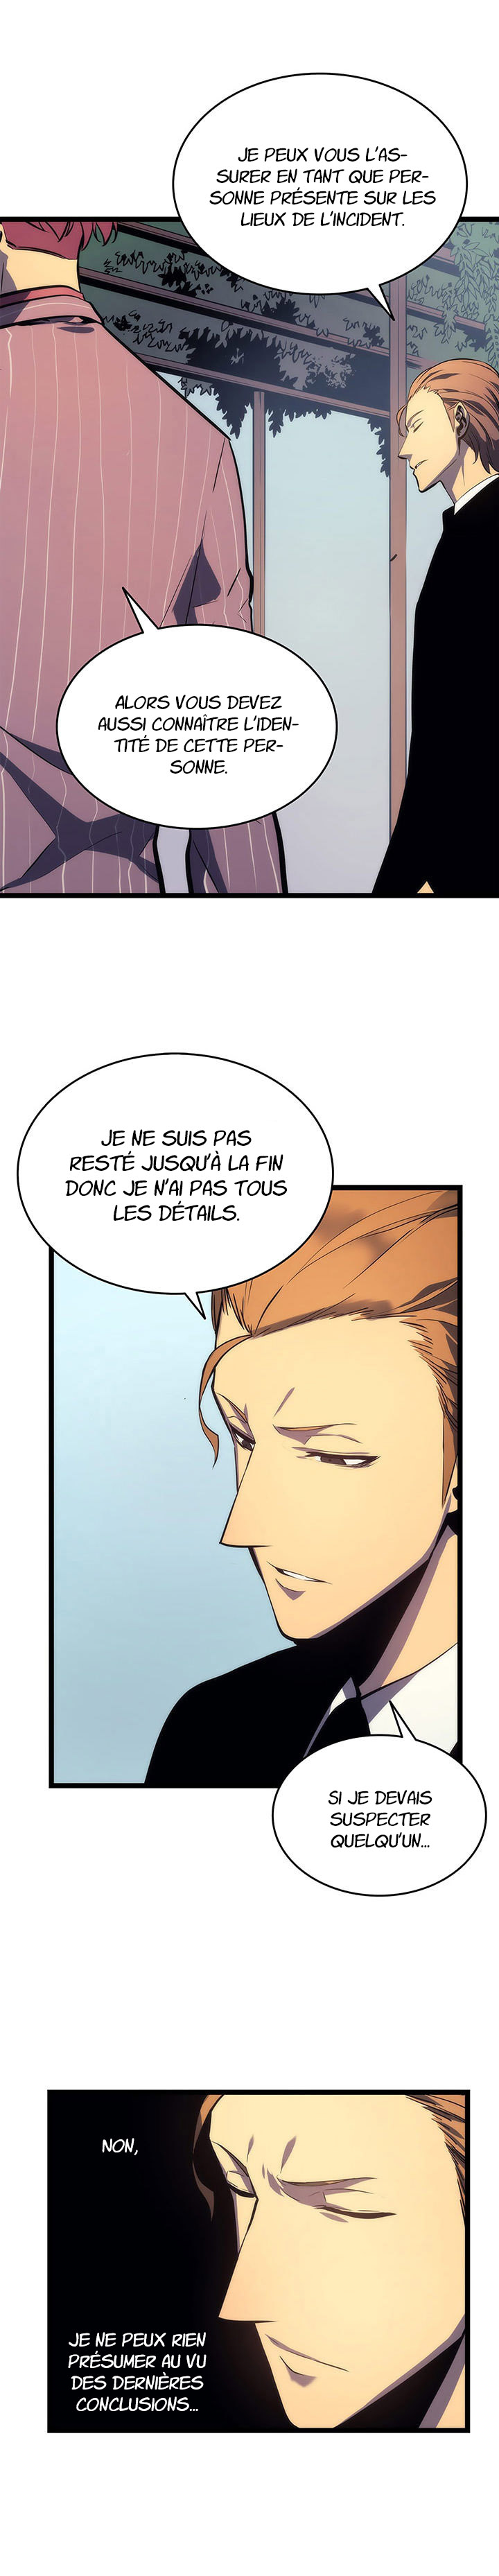 JE PEUX VOUS L'AS-
SURER EN TANT QUE PER-
SONNE PRÉSENTE SUR LES
LIEUX DE L'INCIDENT.
ALORS VOUS DEVEZ
AUSSI CONNAÎTRE L'IDEN-
TITÉ DE CETTE PER-
SONNE.
JE NE SUIS PAS
RESTÉ JUSQU'À LA FIN
DONC JE N'AI PAS TOUS
LES DÉTAILS.
SI JE DEVAIS
SUSPECTER
QUELQU'UN...
NON,
JE NE PEUX RIEN
PRÉSUMER AU VU
DES DERNIÈRES
CONCLUSIONS...